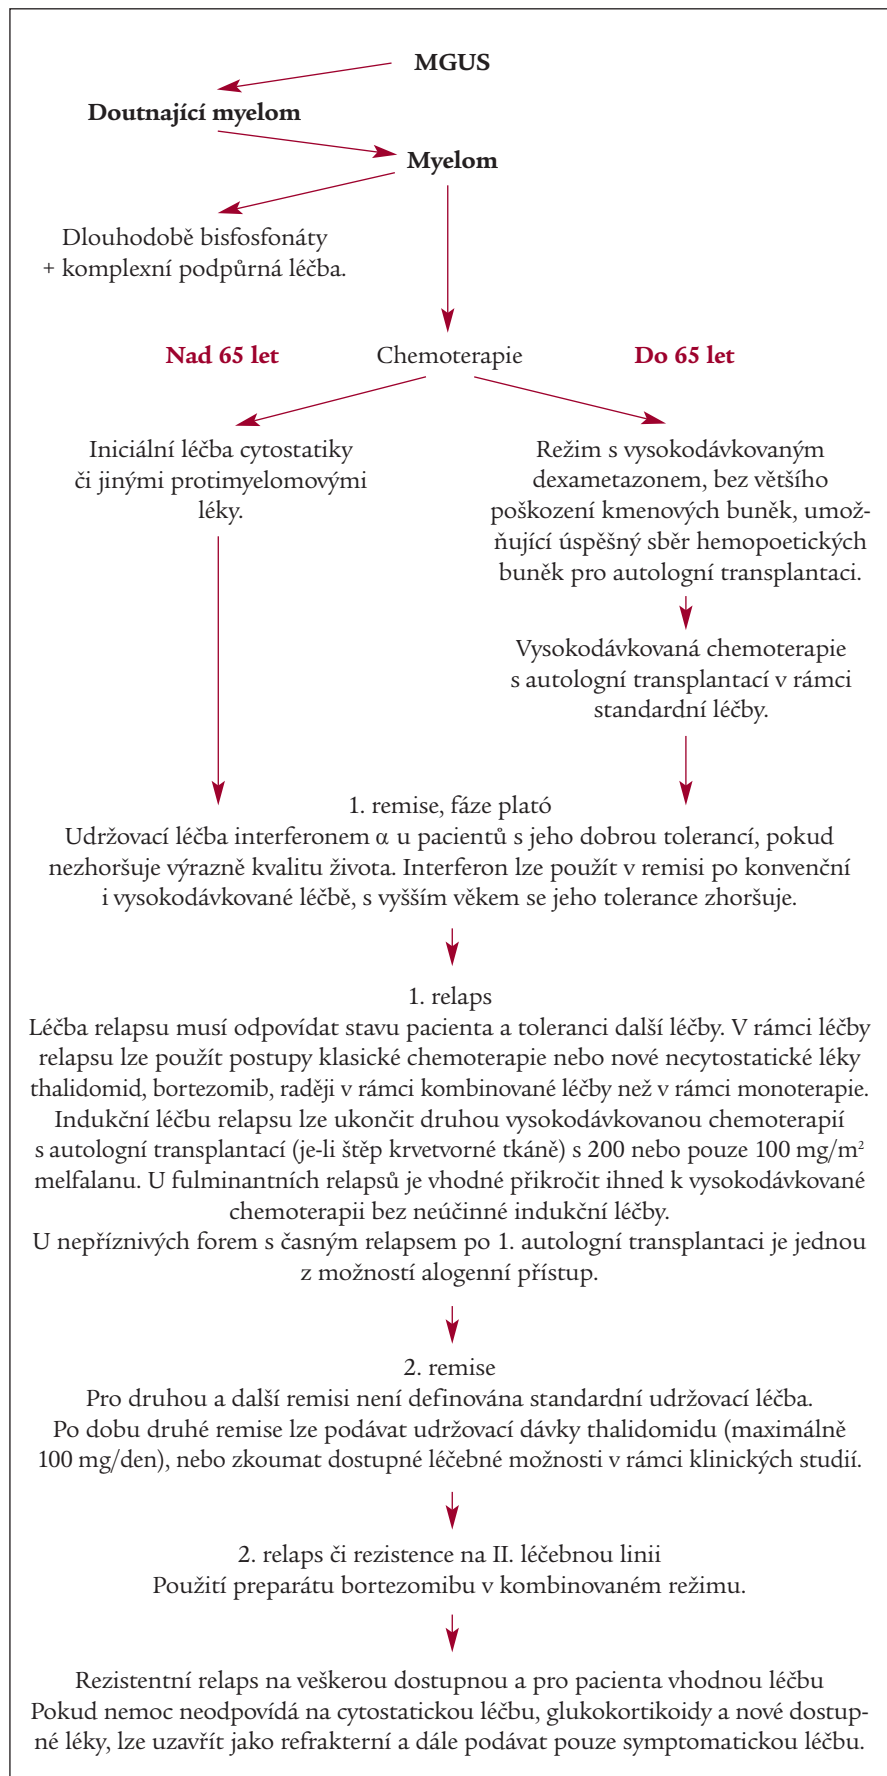 MGUS
Doutnající myelom
Myelom
Dlouhodobě bisfosfonáty
+ komplexní podpůrná léčba.
Nad 65 let
Chemoterapie
Do 65 let
Iniciální léčba cytostatiky
či jinými protimyelomovými
léky.
Režim s vysokodávkovaným
dexametazonem, bez většího
poškození kmenových buněk, umož-
ňující úspěšný sběr hemopoetických
buněk pro autologní transplantaci.
Vysokodávkovaná chemoterapie
s autologní transplantací v rámci
standardní léčby.
1. remise, fáze plató
Udržovací léčba interferonem α u pacientů s jeho dobrou tolerancí, pokud
nezhoršuje výrazně kvalitu života. Interferon lze použít v remisi po konvenční
i vysokodávkované léčbě, s vyšším věkem se jeho tolerance zhoršuje.
1. relaps
Léčba relapsu musí odpovídat stavu pacienta a toleranci další léčby. V rámci léčby
relapsu lze použít postupy klasické chemoterapie nebo nové necytostatické léky
thalidomid, bortezomib, raději v rámci kombinované léčby než v rámci monoterapie.
Indukční léčbu relapsu lze ukončit druhou vysokodávkovanou chemoterapií
s autologní transplantací (je-li štěp krvetvorné tkáně) s 200 nebo pouze 100 mg/m²
melfalanu. U fulminantních relapsů je vhodné přikročit ihned k vysokodávkované
chemoterapii bez neúčinné indukční léčby.
U nepříznivých forem s časným relapsem po 1. autologní transplantaci je jednou
z možností alogenní přístup.
2. remise
Pro druhou a další remisi není definována standardní udržovací léčba.
Po dobu druhé remise lze podávat udržovací dávky thalidomidu (maximálně
100 mg/den), nebo zkoumat dostupné léčebné možnosti v rámci klinických studií.
2. relaps či rezistence na II. léčebnou linii
Použití preparátu bortezomibu v kombinovaném režimu.
Rezistentní relaps na veškerou dostupnou a pro pacienta vhodnou léčbu
Pokud nemoc neodpovídá na cytostatickou léčbu, glukokortikoidy a nové dostup-
né léky, lze uzavřít jako refrakterní a dále podávat pouze symptomatickou léčbu.